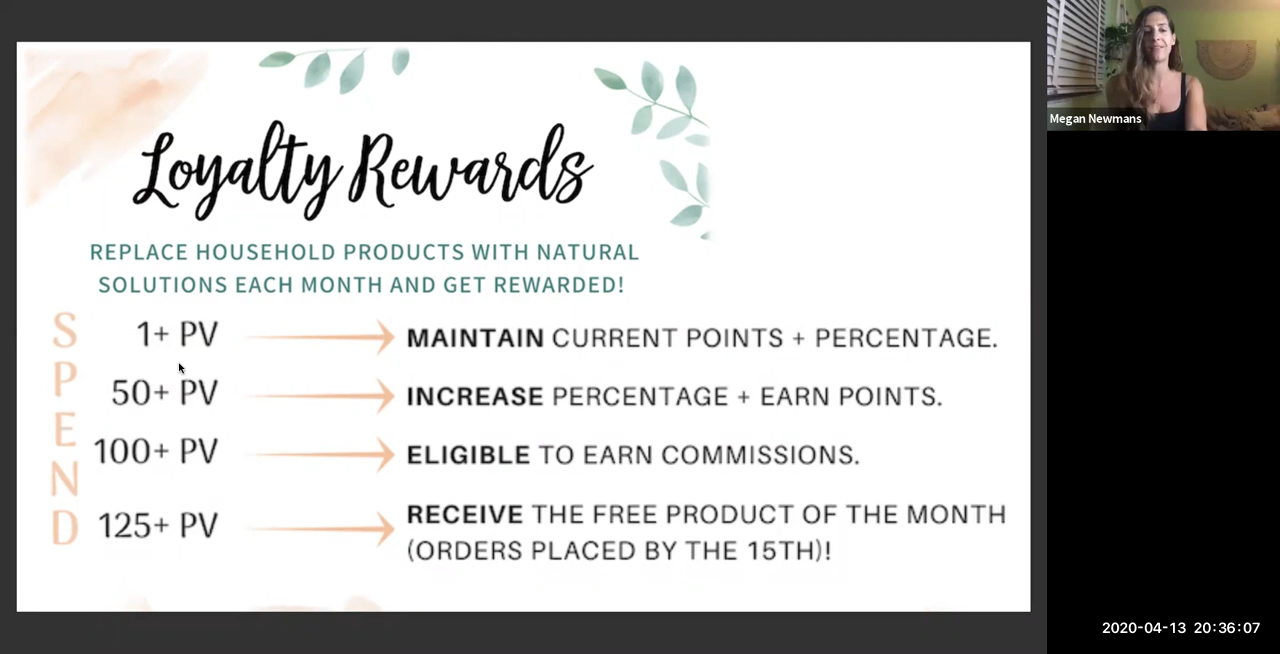 Loyalty Rewards
REPLACE HOUSEHOLD PRODUCTS WITH NATURAL
SOLUTIONS EACH MONTH AND GET REWARDED!
SPEND
1+ PV MAINTAIN CURRENT POINTS + PERCENTAGE.
50+ PV INCREASE PERCENTAGE + EARN POINTS.
100+ PV ELIGIBLE TO EARN COMMISSIONS.
125+ PV RECEIVE THE FREE PRODUCT OF THE MONTH
(ORDERS PLACED BY THE 15TH)!
Megan Newmans
2020-04-13 20:36:07